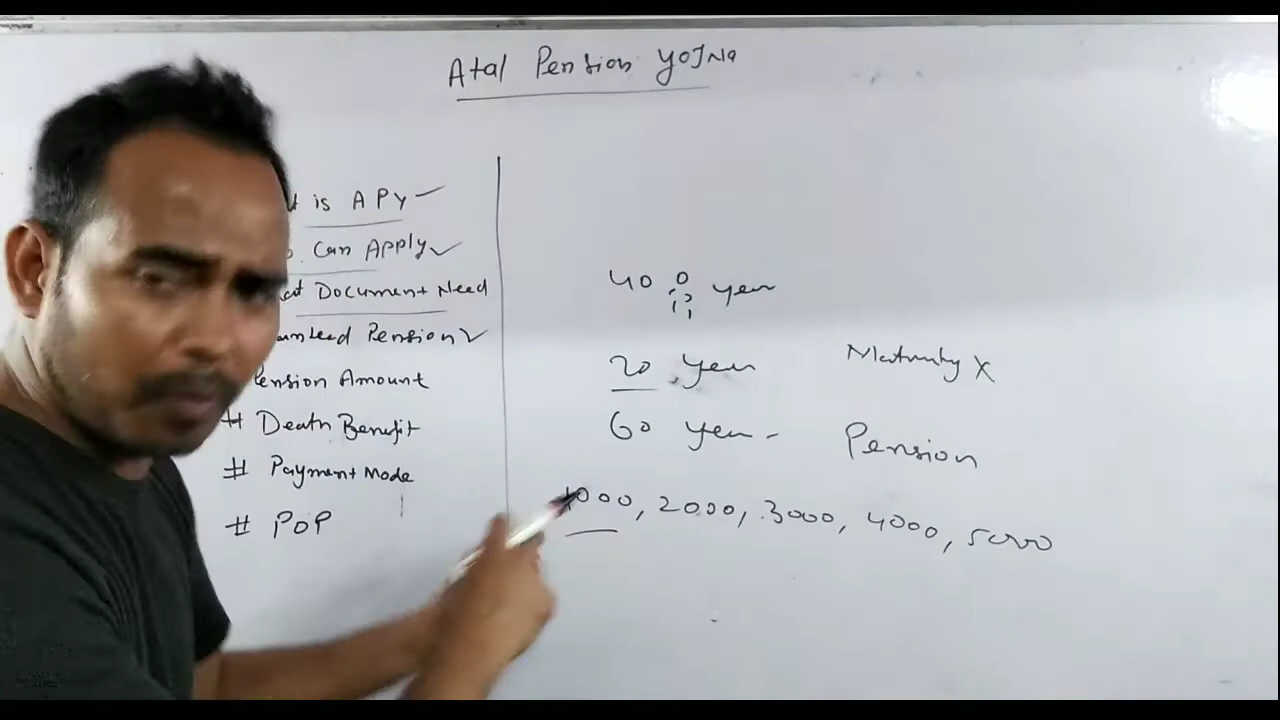 Atal Pension YOJNa
is APY
Can Apply
Document Need
Pension
Pension Amount
# Death Benefit
# Payment Mode
# POP
40 year
20 year
Maturity X
60 year -
Pension
1000, 2000, 3000, 4000, 5000